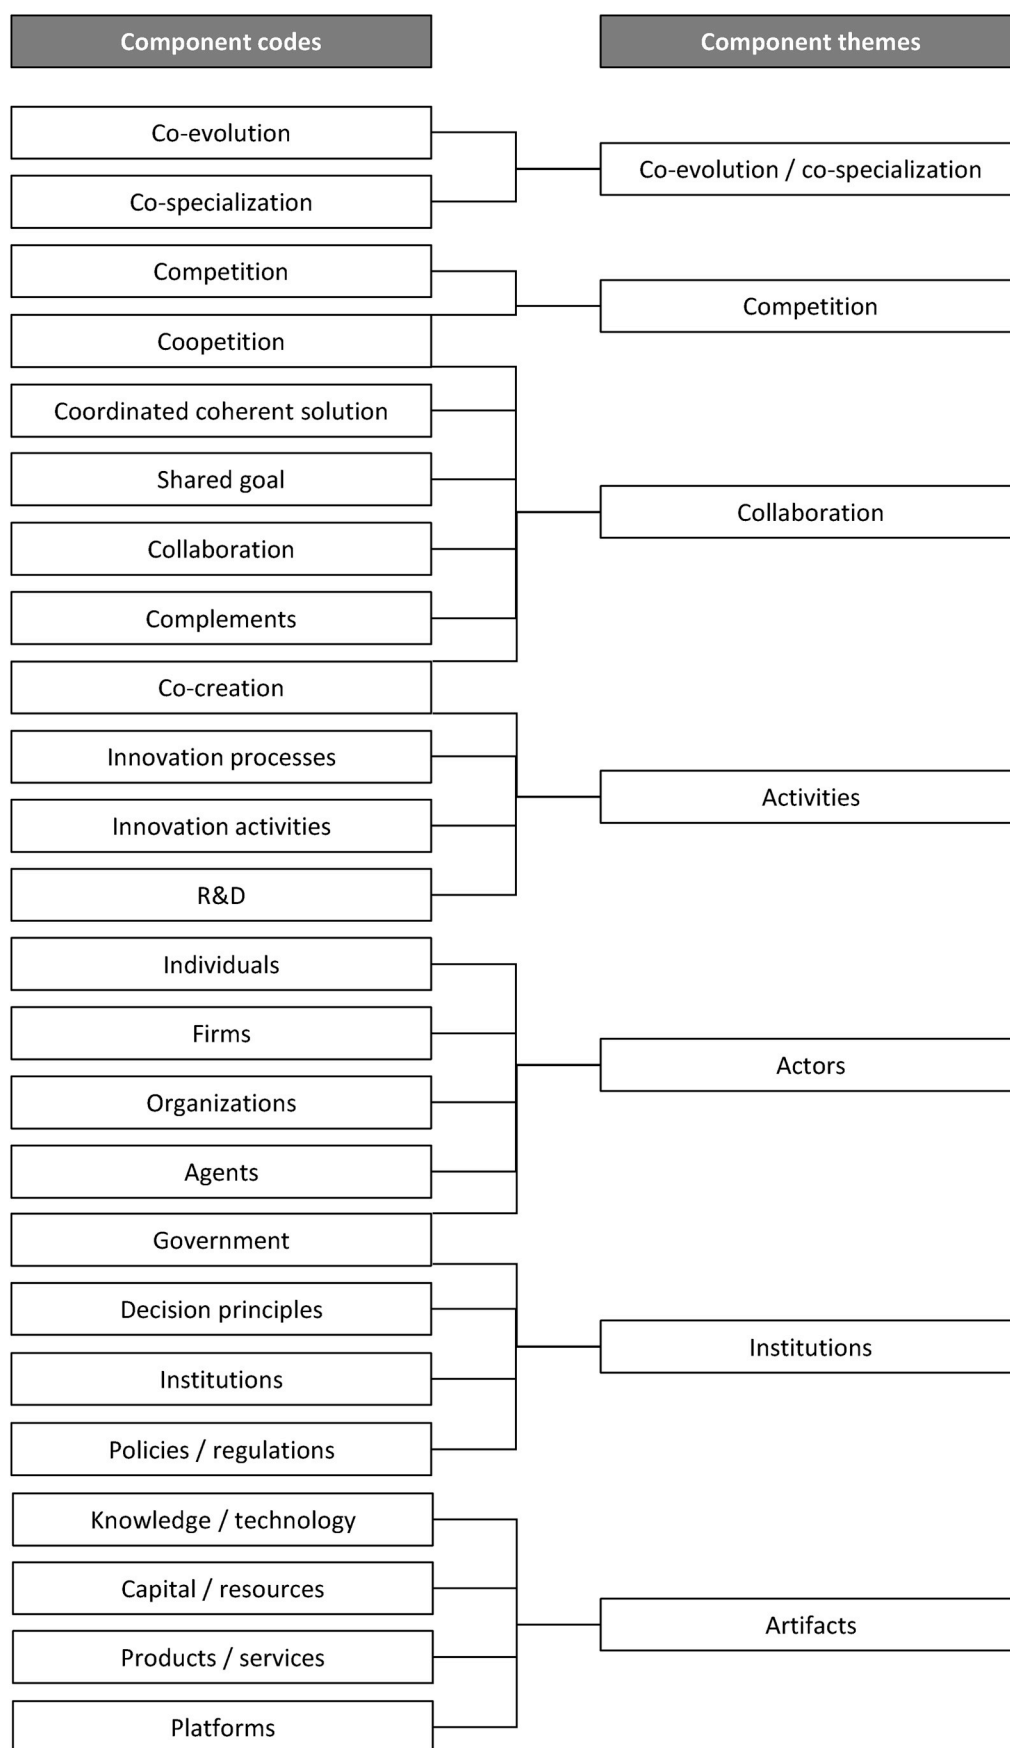 Component codes
Component themes
Co-evolution
Co-specialization
Co-evolution / co-specialization
Competition
Coopetition
Competition
Coordinated coherent solution
Shared goal
Collaboration
Complements
Collaboration
Co-creation
Innovation processes
Innovation activities
R&D
Activities
Individuals
Firms
Organizations
Agents
Actors
Government
Decision principles
Institutions
Policies / regulations
Institutions
Knowledge / technology
Capital / resources
Products / services
Platforms
Artifacts